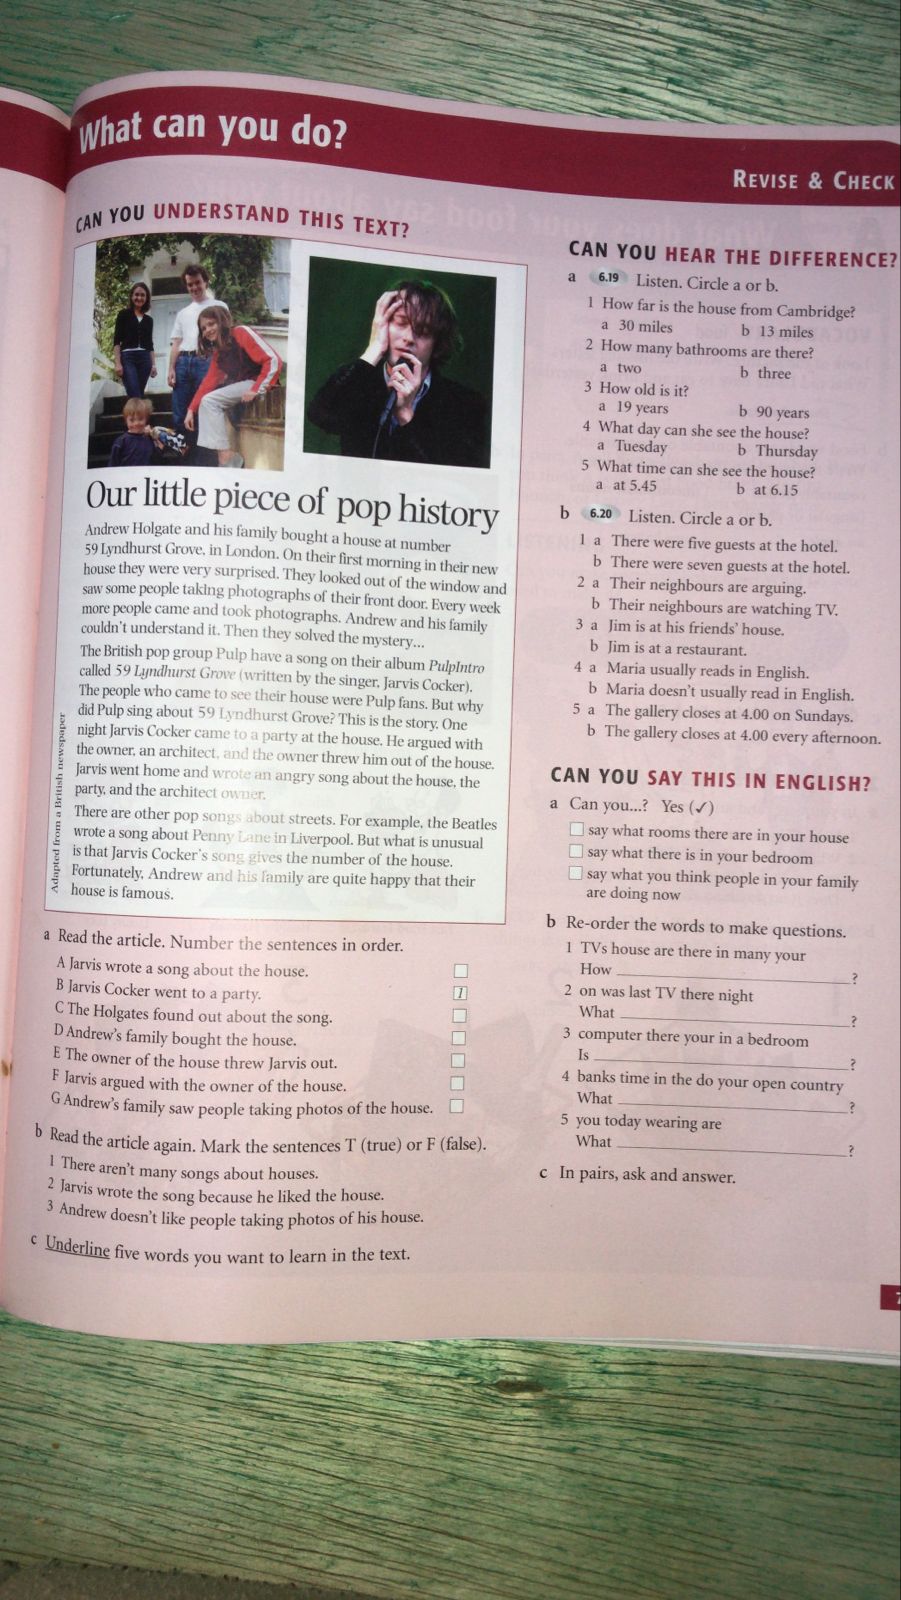 What can you do?
REVISE & CHECK
CAN YOU UNDERSTAND THIS TEXT?
Our little piece of pop history
Andrew Holgate and his family bought a house at number
59 Lyndhurst Grove, in London. On their first morning in their new
house they were very surprised. They looked out of the window and
saw some people taking photographs of their front door. Every week
more people came and took photographs. Andrew and his family
couldn't understand it. Then they solved the mystery...
The British pop group Pulp have a song on their album PulpIntro
called 59 Lyndhurst Grove (written by the singer, Jarvis Cocker).
The people who came to see their house were Pulp fans. But why
did Pulp sing about 59 Lyndhurst Grove? This is the story. One
night Jarvis Cocker came to a party at the house. He argued with
the owner, an architect, and the owner threw him out of the house.
Jarvis went home and wrote an angry song about the house, the
party, and the architect owner.
There are other pop songs about streets. For example, the Beatles
wrote a song about Penny Lane in Liverpool. But what is unusual
is that Jarvis Cocker's song gives the number of the house.
Fortunately, Andrew and his family are quite happy that their
house is famous.
Adapted from a British newspaper
a Read the article. Number the sentences in order.
A Jarvis wrote a song about the house.
B Jarvis Cocker went to a party. 1
C The Holgates found out about the song.
D Andrew's family bought the house.
E The owner of the house threw Jarvis out.
F Jarvis argued with the owner of the house.
G Andrew's family saw people taking photos of the house.
b Read the article again. Mark the sentences T (true) or F (false).
1 There aren't many songs about houses.
2 Jarvis wrote the song because he liked the house.
3 Andrew doesn't like people taking photos of his house.
c Underline five words you want to learn in the text.
CAN YOU HEAR THE DIFFERENCE?
a 6.19 Listen. Circle a or b.
1 How far is the house from Cambridge?
a 30 miles b 13 miles
2 How many bathrooms are there?
a two b three
3 How old is it?
a 19 years b 90 years
4 What day can she see the house?
a Tuesday b Thursday
5 What time can she see the house?
a at 5.45 b at 6.15
b 6.20 Listen. Circle a or b.
1 a There were five guests at the hotel.
b There were seven guests at the hotel.
2 a Their neighbours are arguing.
b Their neighbours are watching TV.
3 a Jim is at his friends' house.
b Jim is at a restaurant.
4 a Maria usually reads in English.
b Maria doesn't usually read in English.
5 a The gallery closes at 4.00 on Sundays.
b The gallery closes at 4.00 every afternoon.
CAN YOU SAY THIS IN ENGLISH?
a Can you...? Yes (✓)
say what rooms there are in your house
say what there is in your bedroom
say what you think people in your family
are doing now
b Re-order the words to make questions.
1 TVs house are there in many your
How ____________________?
2 on was last TV there night
What ____________________?
3 computer there your in a bedroom
Is ____________________?
4 banks time in the do your open country
What ____________________?
5 you today wearing are
What ____________________?
c In pairs, ask and answer.